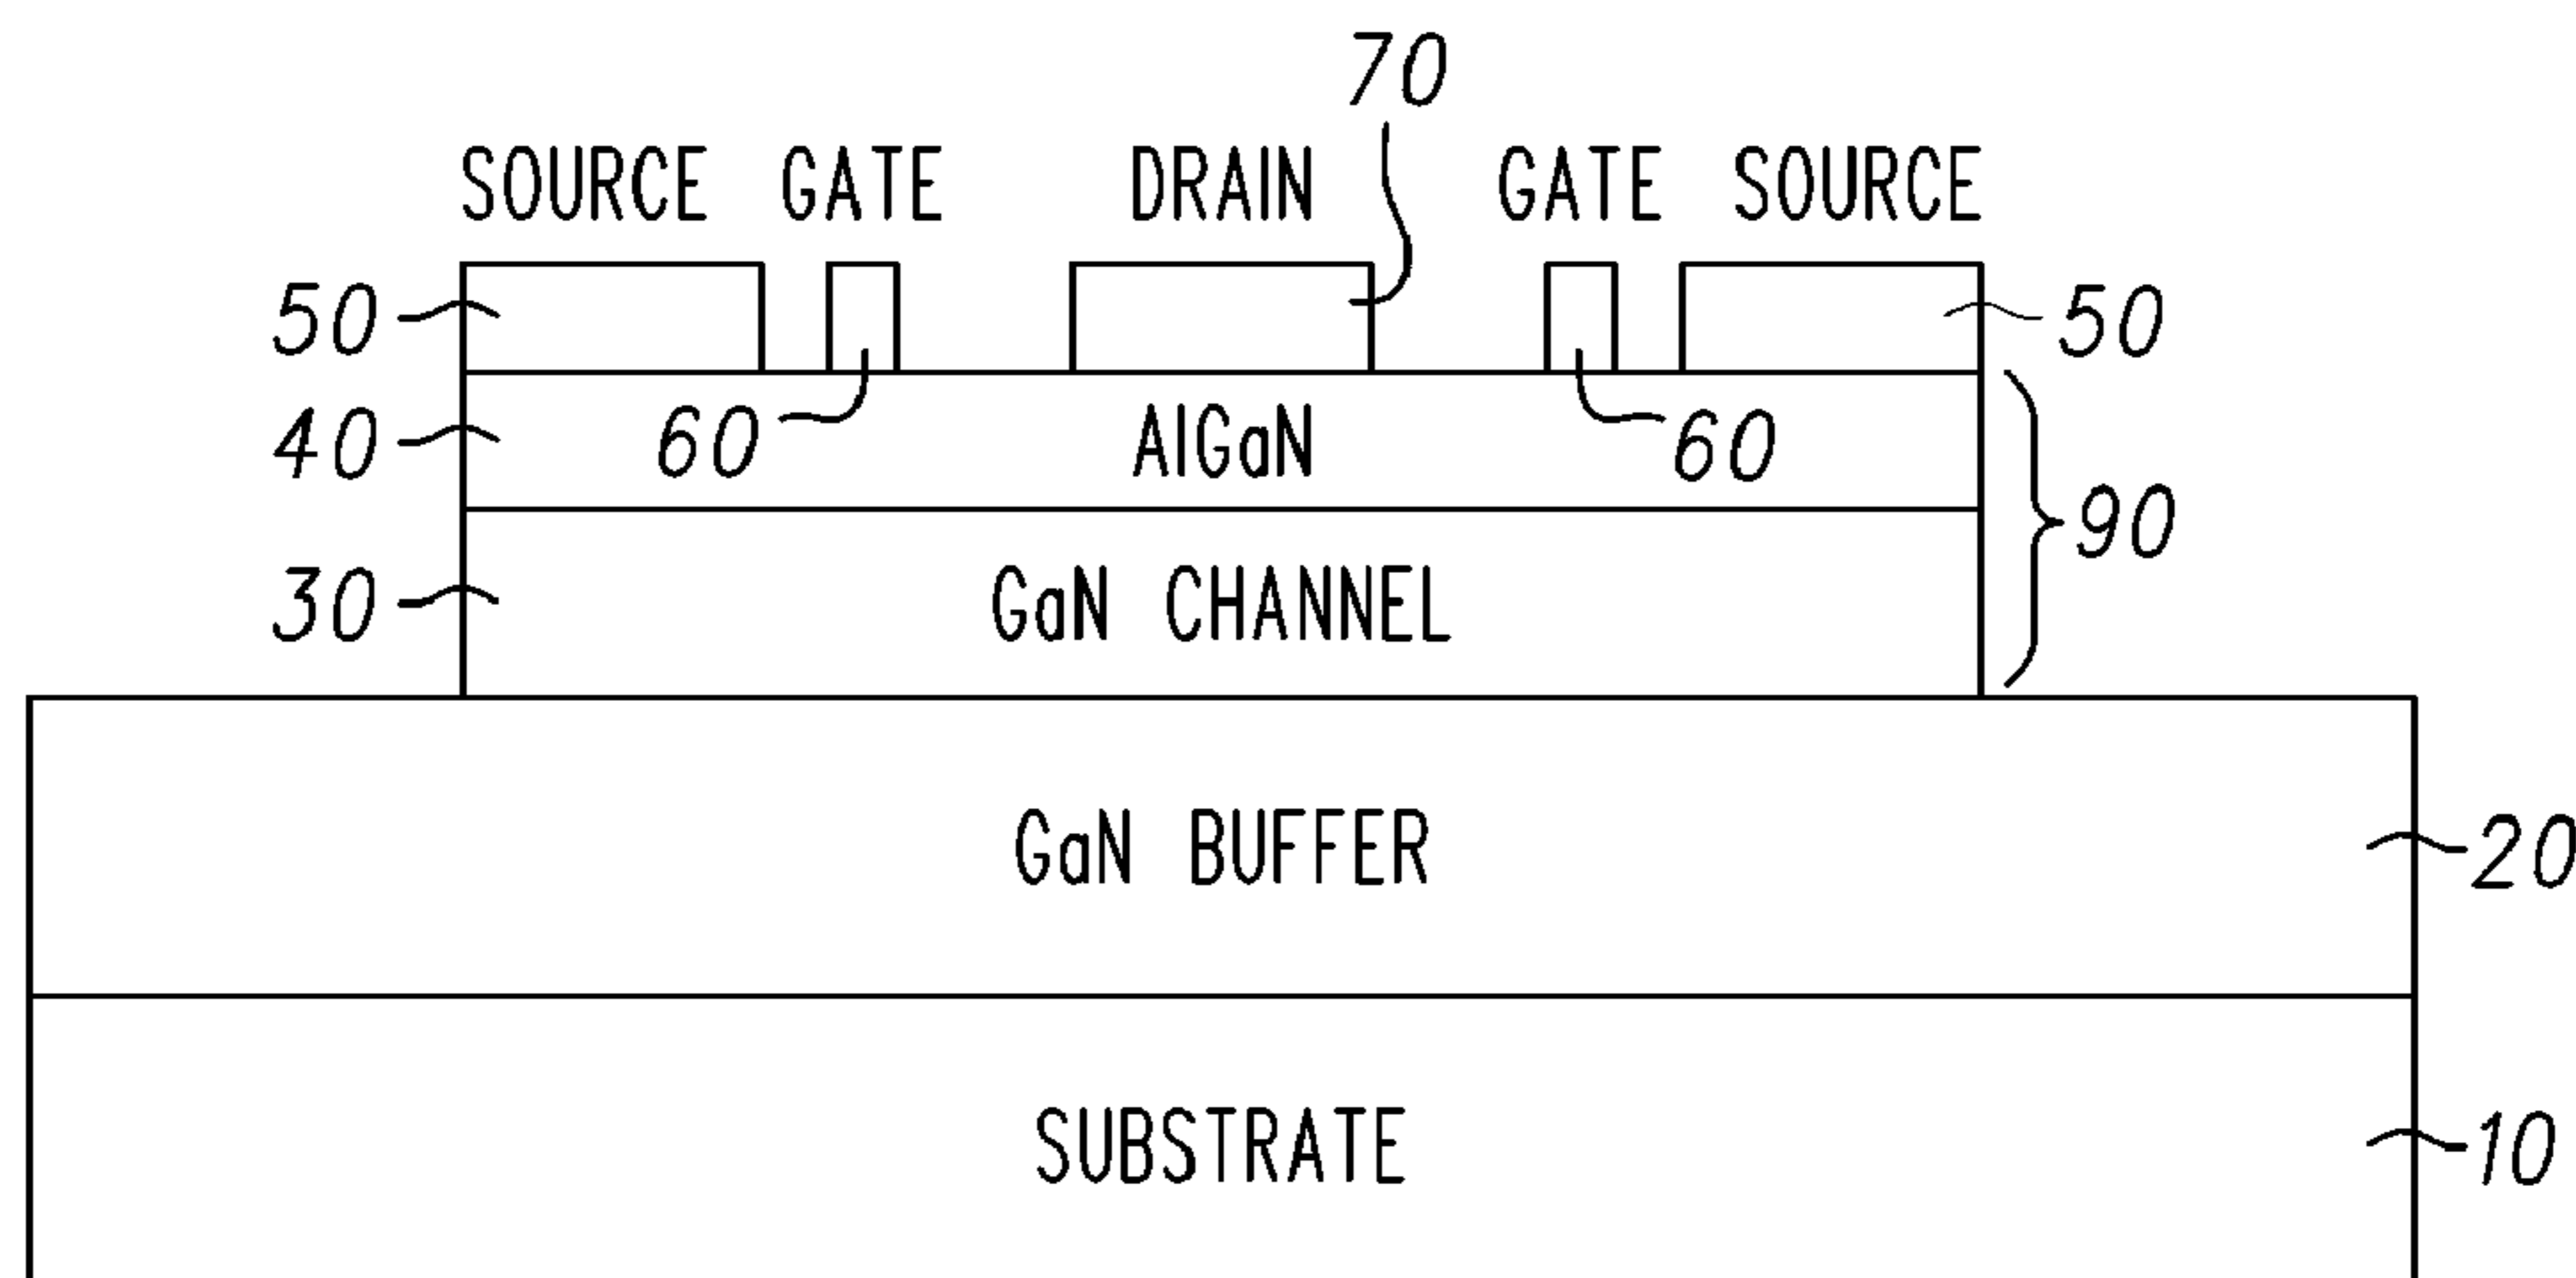 70
SOURCE GATE DRAIN GATE SOURCE
50 50
40 60 AlGaN 60
90
30 GaN CHANNEL
GaN BUFFER 20
SUBSTRATE 10